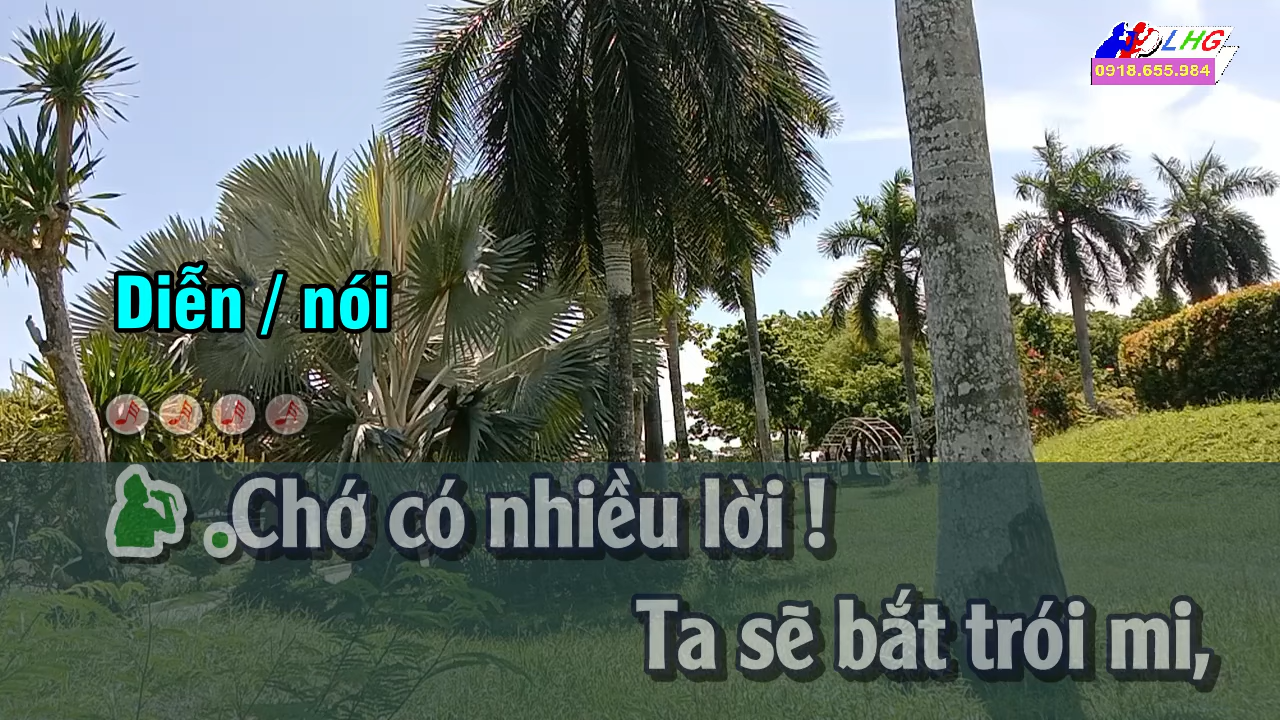 LHG
0918.655.984
Diễn / nói
Chớ có nhiều lời !
Ta sẽ bắt trói mi,